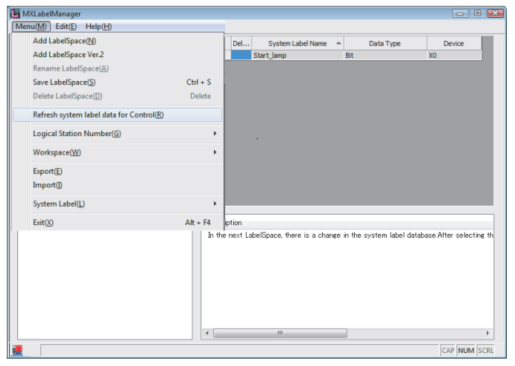 MXLabelManager
Menu(M) Edit(E) Help(H)
Add LabelSpace(N)
Add LabelSpace Ver.2
Rename LabelSpace(A)
Save LabelSpace(S) Ctrl + S
Delete LabelSpace(D) Delete
Refresh system label data for Control(R)
Logical Station Number(G)
Workspace(W)
Export(E)
Import(I)
System Label(L)
Exit(X) Alt + F4
Del... System Label Name Data Type Device
Start_lamp Bit X0
ption
In the next LabelSpace, there is a change in the system label database.After selecting th
CAP NUM SCRL